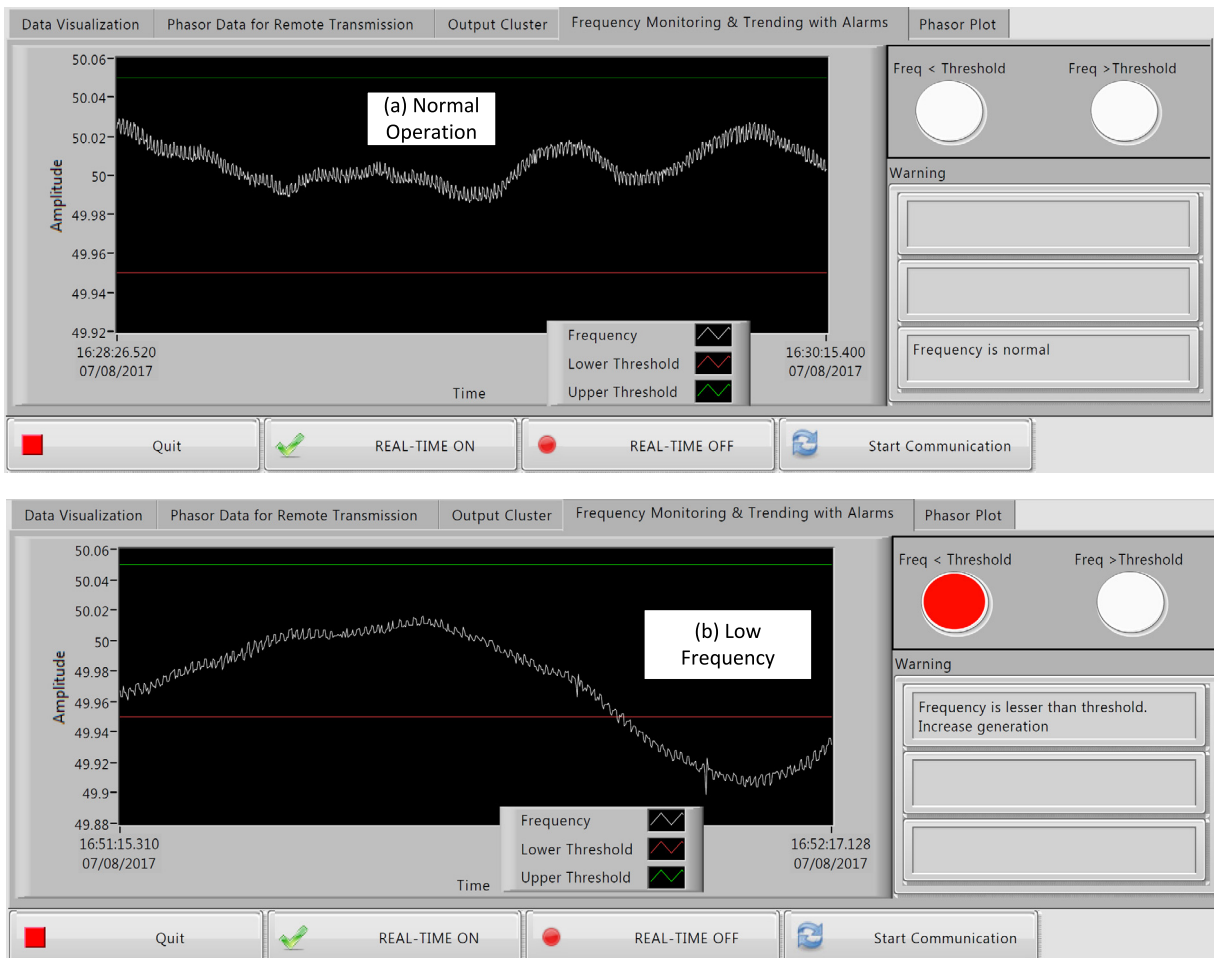 Data Visualization
Phasor Data for Remote Transmission
Output Cluster
Frequency Monitoring & Trending with Alarms
Phasor Plot
50.06
50.04
50.02
50
49.98
49.96
49.94
49.92
Amplitude
(a) Normal
Operation
16:28:26.520
07/08/2017
Time
16:30:15.400
07/08/2017
Frequency
Lower Threshold
Upper Threshold
Freq < Threshold
Freq >Threshold
Warning
Frequency is normal
Quit
REAL-TIME ON
REAL-TIME OFF
Start Communication
Data Visualization
Phasor Data for Remote Transmission
Output Cluster
Frequency Monitoring & Trending with Alarms
Phasor Plot
50.06
50.04
50.02
50
49.98
49.96
49.94
49.92
49.9
49.88
Amplitude
(b) Low
Frequency
16:51:15.310
07/08/2017
Time
16:52:17.128
07/08/2017
Frequency
Lower Threshold
Upper Threshold
Freq < Threshold
Freq >Threshold
Warning
Frequency is lesser than threshold.
Increase generation
Quit
REAL-TIME ON
REAL-TIME OFF
Start Communication